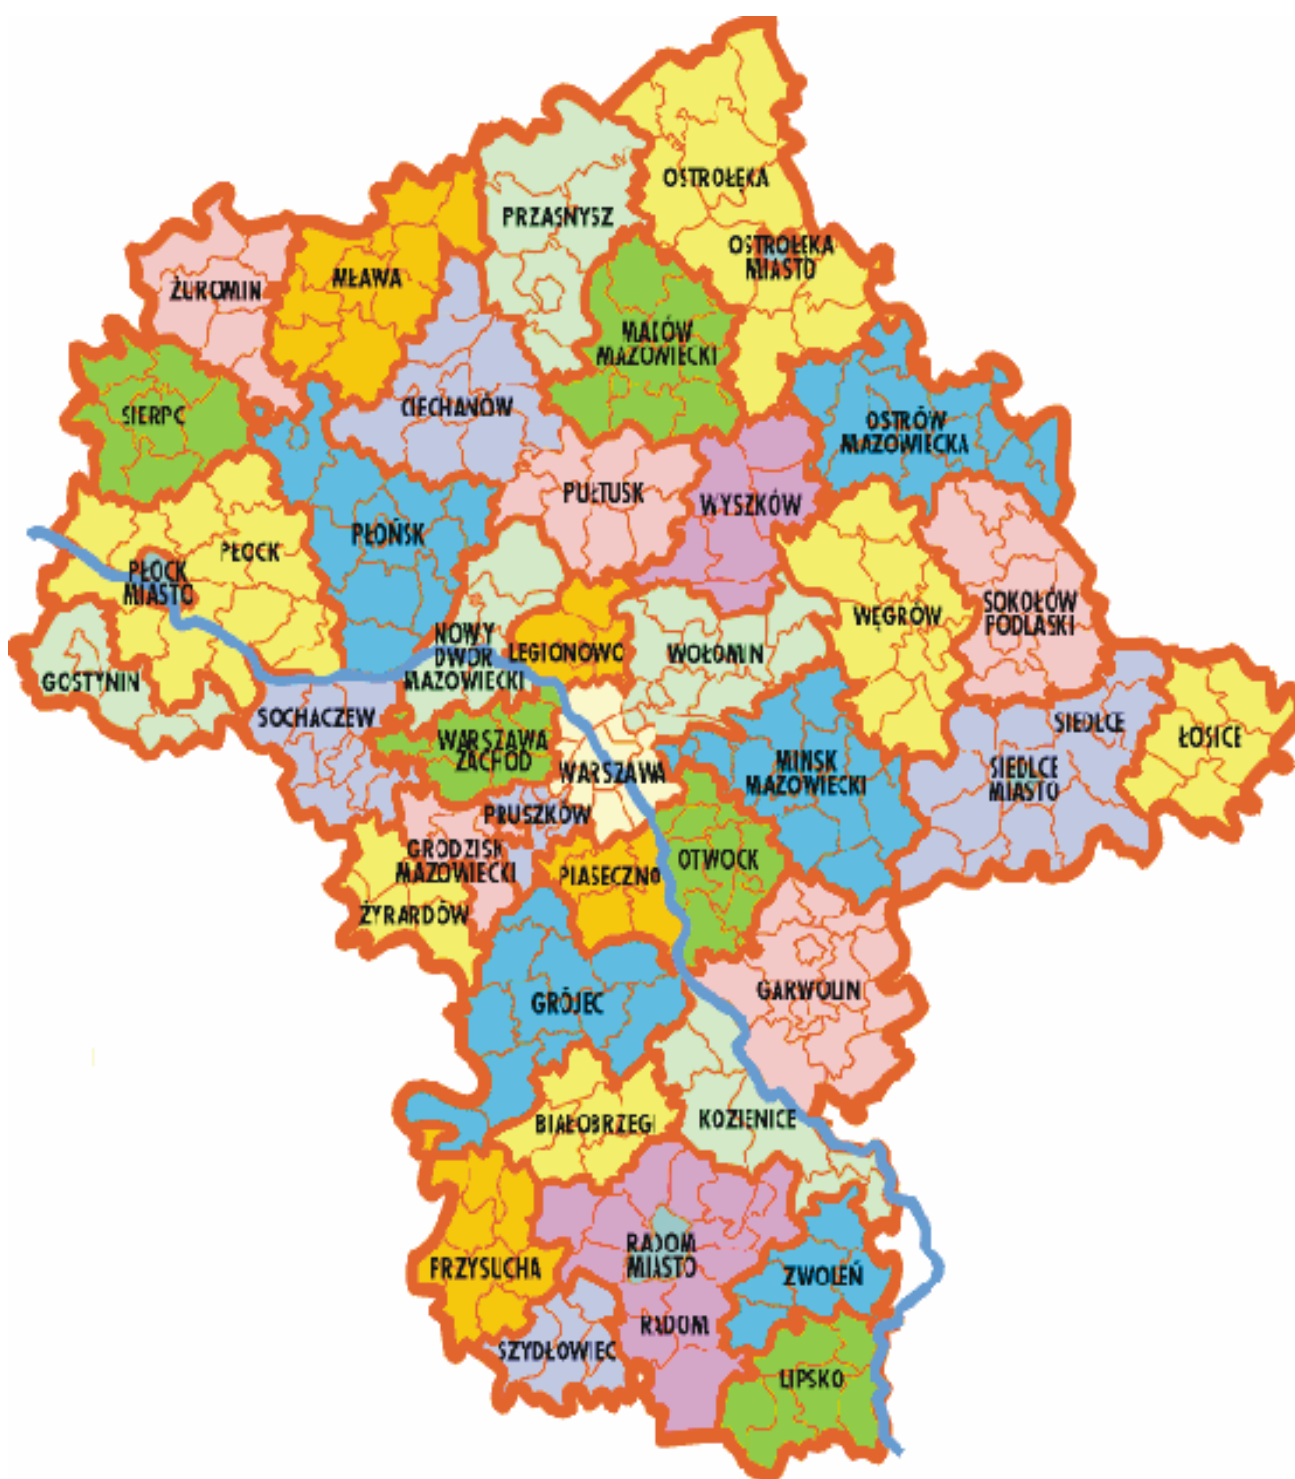 OSTROŁĘKA
PRZASNYSZ
OSTROŁĘKA
MIASTO
ŻUROMIN
MŁAWA
MAKÓW
MAZOWIECKI
SIERPC
CIECHANÓW
OSTRÓW
MAZOWIECKA
PUŁTUSK
WYSZKÓW
PŁOŃSK
PŁOCK
PŁOCK
MIASTO
WĘGRÓW
SOKOŁÓW
PODLASKI
NOWY
DWÓR
MAZOWIECKI
LEGIONOWO
WOŁOMIN
GOSTYNIN
SOCHACZEW
SIEDLCE
ŁOSICE
WARSZAWA
ZACHÓD
WARSZAWA
MINSK
MAZOWIECKI
SIEDLCE
MIASTO
PRUSZKÓW
GRODZISK
MAZOWIECKI
PIASECZNO
OTWOCK
ŻYRARDÓW
GRÓJEC
GARWOLIN
BIAŁOBRZEGI
KOZIENICE
RADOM
MIASTO
PRZYSUCHA
ZWOLEŃ
RADOM
SZYDŁOWIEC
LIPSKO